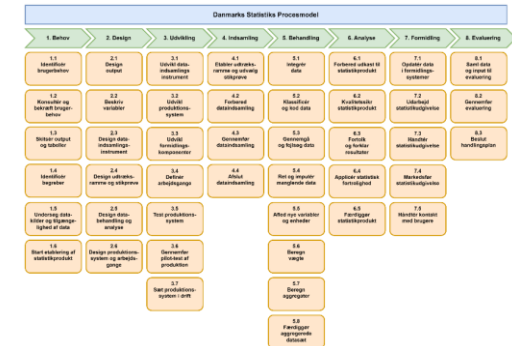 Danmarks Statistiks Procesmodel
1. Behov
2. Design
3. Udvikling
4. Indsamling
5. Behandling
6. Analyse
7. Formidling
8. Evaluering
1.1
Identificer
brugerbehov
1.2
Konsulter og
bekræft bruger-
behov
1.3
Skitser output
og tabeller
1.4
Identificer
begreber
1.5
Undersøg data-
kilder og tilgænge-
lighed af data
1.6
Start etablering af
statistikprodukt
2.1
Design
output
2.2
Beskriv
variabler
2.3
Design data-
indsamlings-
instrument
2.4
Design udtræks-
ramme og stikprøve
2.5
Design data-
behandling og
analyse
2.6
Design produktions-
system og arbejds-
gange
3.1
Udvikl data-
indsamlings
instrument
3.2
Udvikl
produktions-
system
3.3
Udvikl
formidlings-
komponenter
3.4
Definér
arbejdsgange
3.5
Test produktions-
system
3.6
Gennemfør
pilot-test af
produktion
3.7
Sæt produktions-
system i drift
4.1
Etabler udtræks-
ramme og udvælg
stikprøve
4.2
Forbered
dataindsamling
4.3
Gennemfør
dataindsamling
4.4
Afslut
dataindsamling
5.1
Integrér
data
5.2
Klassificer
og kod data
5.3
Gennemgå
og fejlsøg data
5.4
Ret og imputér
manglende data
5.5
Afled nye variabler
og enheder
5.6
Beregn
vægte
5.7
Beregn
aggregater
5.8
Færdiggør
aggregerede
datasæt
6.1
Forbered udkast til
statistikprodukt
6.2
Kvalitetssikr
statistikprodukt
6.3
Fortolk
og forklar
resultater
6.4
Applicér statistisk
fortrolighed
6.5
Færdiggør
statistikprodukt
7.1
Opdatér data
i formidlings-
systemer
7.2
Udarbejd
statistikudgivelse
7.3
Håndtér
statistikudgivelse
7.4
Markedsfør
statistikudgivelse
7.5
Håndtér kontakt
med brugere
8.1
Saml data
og input til
evaluering
8.2
Gennemfør
evaluering
8.3
Beslut
handlingsplan